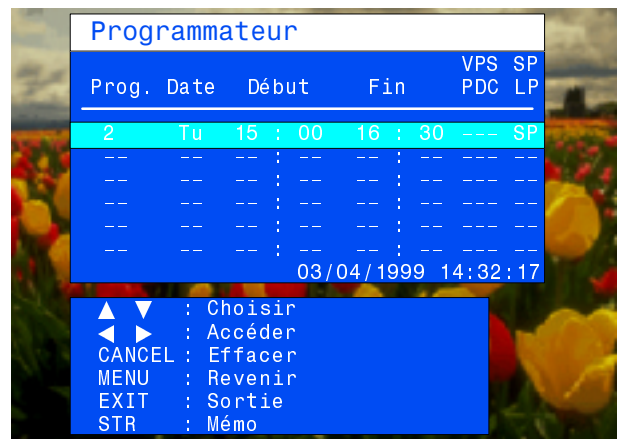 Programmateur
VPS SP
Prog. Date Début Fin PDC LP
2 Tu 15 : 00 16 : 30 --- SP
-- -- -- : -- -- : -- --- --
-- -- -- : -- -- : -- --- --
-- -- -- : -- -- : -- --- --
-- -- -- : -- -- : -- --- --
-- -- -- : -- -- : -- --- --
03/04/1999 14:32:17
▲ ▼ : Choisir
◀ ▶ : Accéder
CANCEL : Effacer
MENU : Revenir
EXIT : Sortie
STR : Mémo